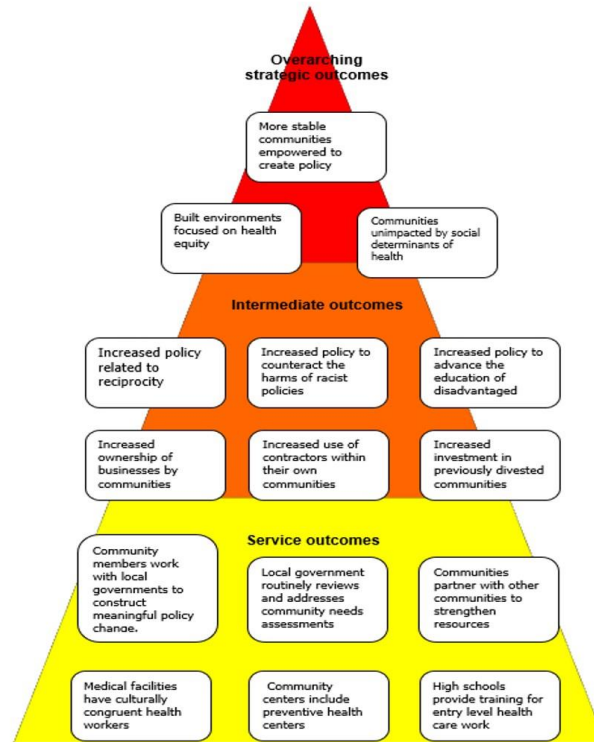 Overarching
strategic outcomes
More stable
communities
empowered to
create policy
Built environments
focused on health
equity
Communities
unimpacted by social
determinants of
health
Intermediate outcomes
Increased policy
related to
reciprocity
Increased policy to
counteract the
harms of racist
policies
Increased policy to
advance the
education of
disadvantaged
Increased
ownership of
businesses by
communities
Increased use of
contractors within
their own
communities
Increased
investment in
previously divested
communities
Service outcomes
Community
members work
with local
governments to
construct
meaningful policy
change.
Local government
routinely reviews
and addresses
community needs
assessments
Communities
partner with other
communities to
strengthen
resources
Medical facilities
have culturally
congruent health
workers
Community
centers include
preventive health
centers
High schools
provide training for
entry level health
care work